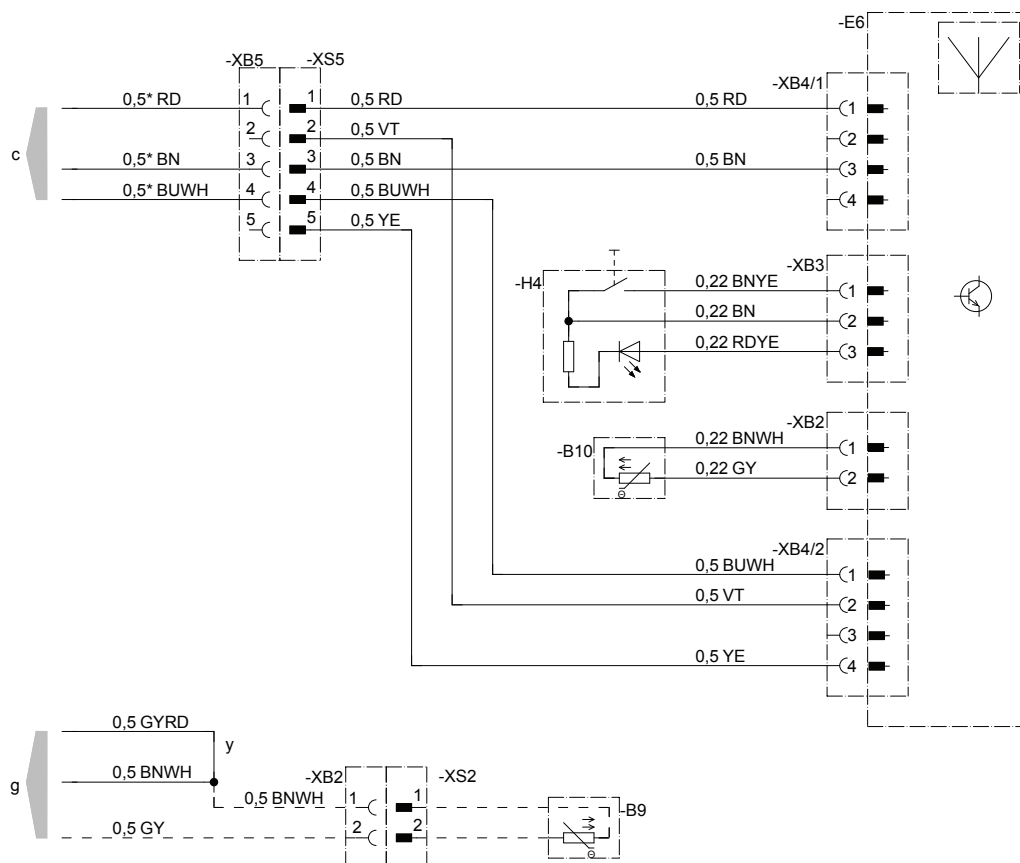 -E6
-XB5 -XS5
-XB4/1
0,5* RD 1 1 0,5 RD 0,5 RD 1
2 2 0,5 VT 2
c 0,5* BN 3 3 0,5 BN 0,5 BN 3
0,5* BUWH 4 4 0,5 BUWH 4
5 5 0,5 YE
-XB3
-H4 0,22 BNYE 1
0,22 BN 2
0,22 RDYE 3
-XB2
-B10 0,22 BNWH 1
0,22 GY 2
Θ
-XB4/2
0,5 BUWH 1
0,5 VT 2
3
0,5 YE 4
0,5 GYRD
y
g 0,5 BNWH -XB2 -XS2
0,5 BNWH 1 1
-B9
0,5 GY 2 2
Θ